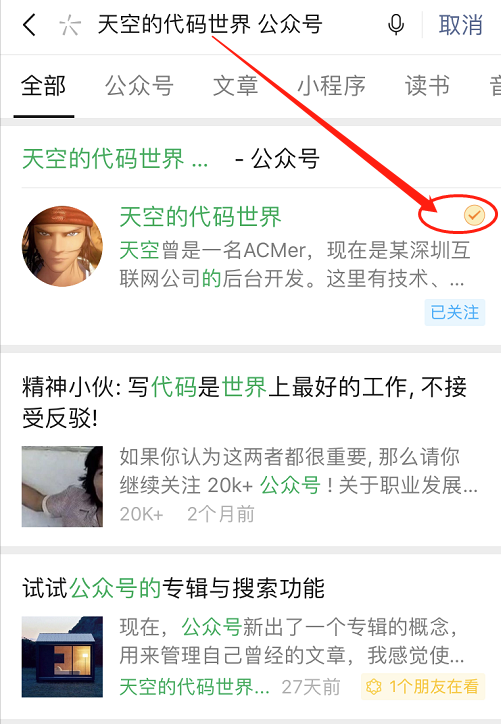 天空的代码世界 公众号
取消
全部 公众号 文章 小程序 读书 音
天空的代码世界 ... - 公众号
天空的代码世界
天空曾是一名ACMer，现在是某深圳互
联网公司的后台开发。这里有技术、...
已关注
精神小伙: 写代码是世界上最好的工作, 不接
受反驳!
如果你认为这两者都很重要, 那么请你
继续关注 20k+ 公众号 ! 关于职业发展...
20K+ 2个月前
试试公众号的专辑与搜索功能
现在，公众号新出了一个专辑的概念，
用来管理自己曾经的文章，我感觉使...
天空的代码世界... 27天前 1个朋友在看